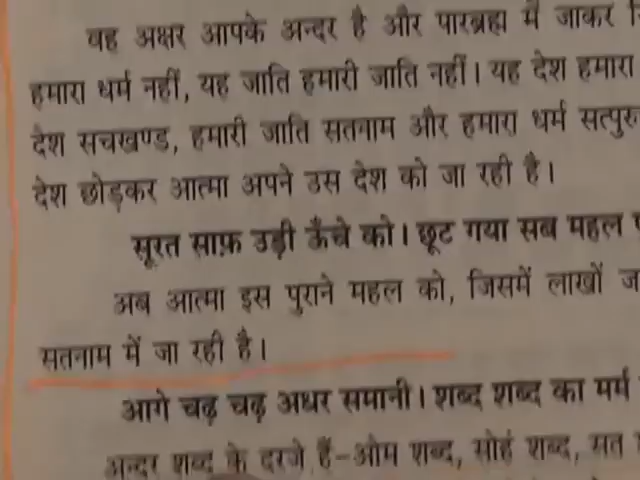 वह अक्षर आपके अन्दर है और पारब्रह्म में जाकर
हमारा धर्म नहीं, यह जाति हमारी जाति नहीं। यह देश हमारा
देश सचखण्ड, हमारी जाति सतनाम और हमारा धर्म सत्पुरु
देश छोड़कर आत्मा अपने उस देश को जा रही है।
सूरत साफ़ उड़ी ऊँचे को। छूट गया सब महल
अब आत्मा इस पुराने महल को, जिसमें लाखों ज
सतनाम में जा रही है।
आगे चढ़ चढ़ अधर समानी। शब्द शब्द का मर्म
अन्दर शब्द के दरजे हैं-ओम शब्द, सोहं शब्द, सत